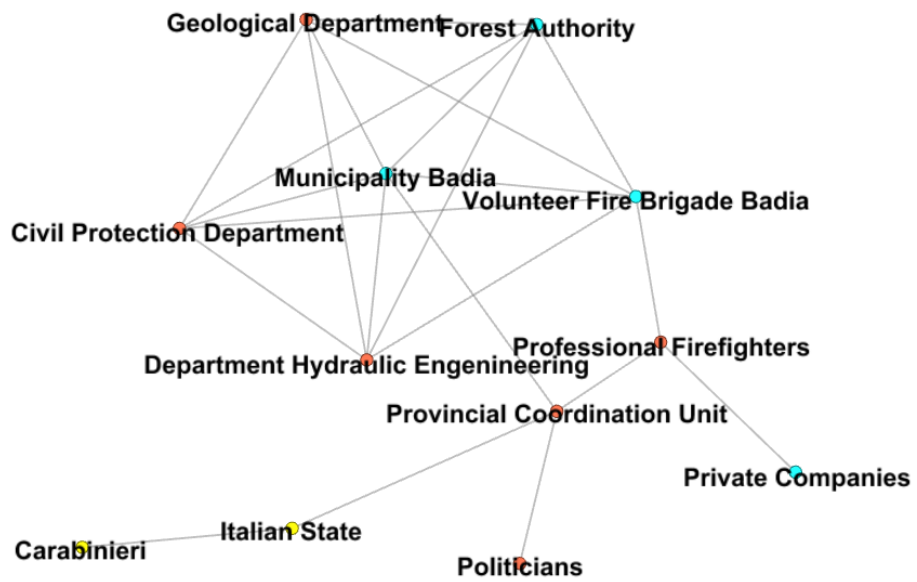 Geological Department
Forest Authority
Municipality Badia
Volunteer Fire Brigade Badia
Civil Protection Department
Professional Firefighters
Department Hydraulic Engenineering
Provincial Coordination Unit
Private Companies
Italian State
Carabinieri
Politicians